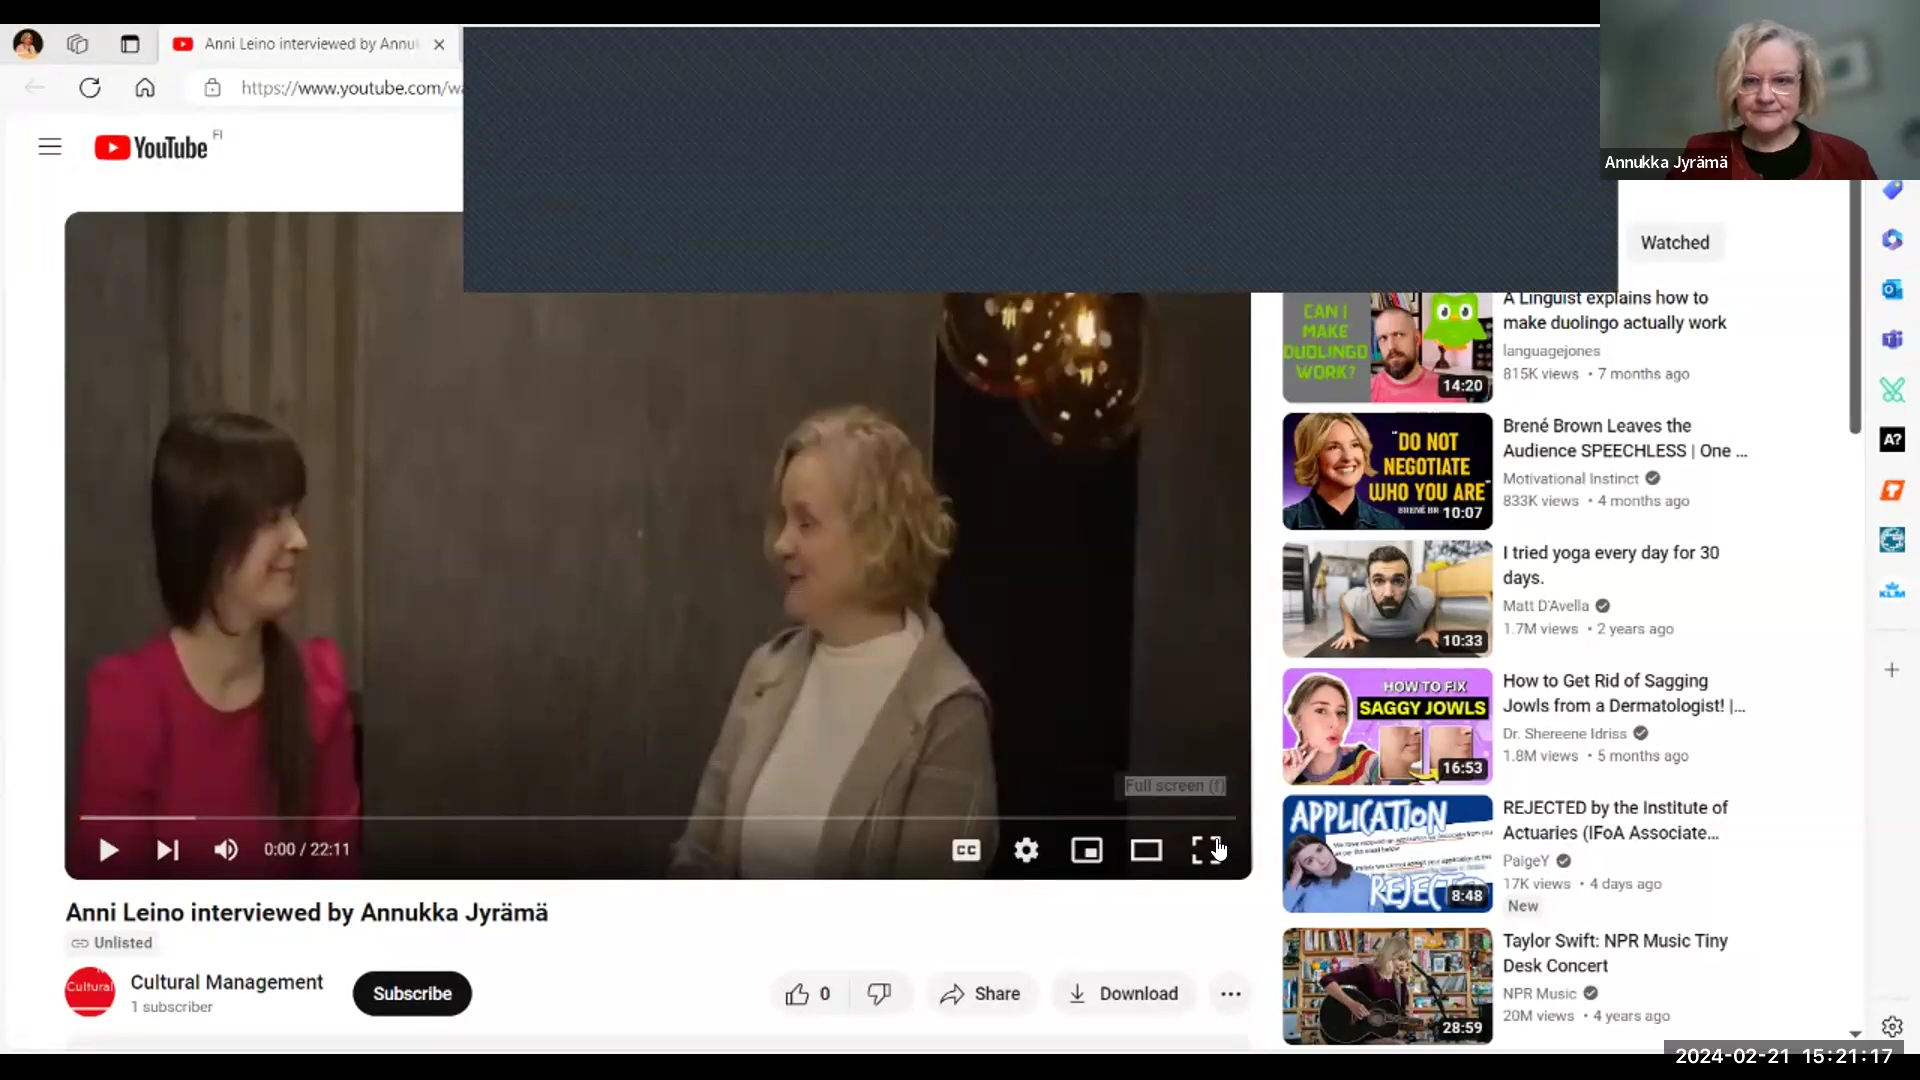 Anni Leino interviewed by Annu
https://www.youtube.com/wa
YouTube FI
Annukka Jyrämä
Watched
CAN I
MAKE
DUOLINGO
WORK?
14:20
A Linguist explains how to
make duolingo actually work
languagejones
815K views • 7 months ago
"DO NOT
NEGOTIATE
WHO YOU ARE"
BRENÉ BR
10:07
Brené Brown Leaves the
Audience SPEECHLESS | One ...
Motivational Instinct
833K views • 4 months ago
10:33
I tried yoga every day for 30
days.
Matt D'Avella
1.7M views • 2 years ago
HOW TO FIX
SAGGY JOWLS
16:53
How to Get Rid of Sagging
Jowls from a Dermatologist! |...
Dr. Shereene Idriss
1.8M views • 5 months ago
APPLICATION
REJEC
8:48
REJECTED by the Institute of
Actuaries (IFoA Associate...
PaigeY
17K views • 4 days ago
New
28:59
Taylor Swift: NPR Music Tiny
Desk Concert
NPR Music
20M views • 4 years ago
Full screen (f)
0:00 / 22:11
CC
Anni Leino interviewed by Annukka Jyrämä
Unlisted
Cultural
Cultural Management
1 subscriber
Subscribe
0
Share
Download
A?
KLM
2024-02-21 15:21:17